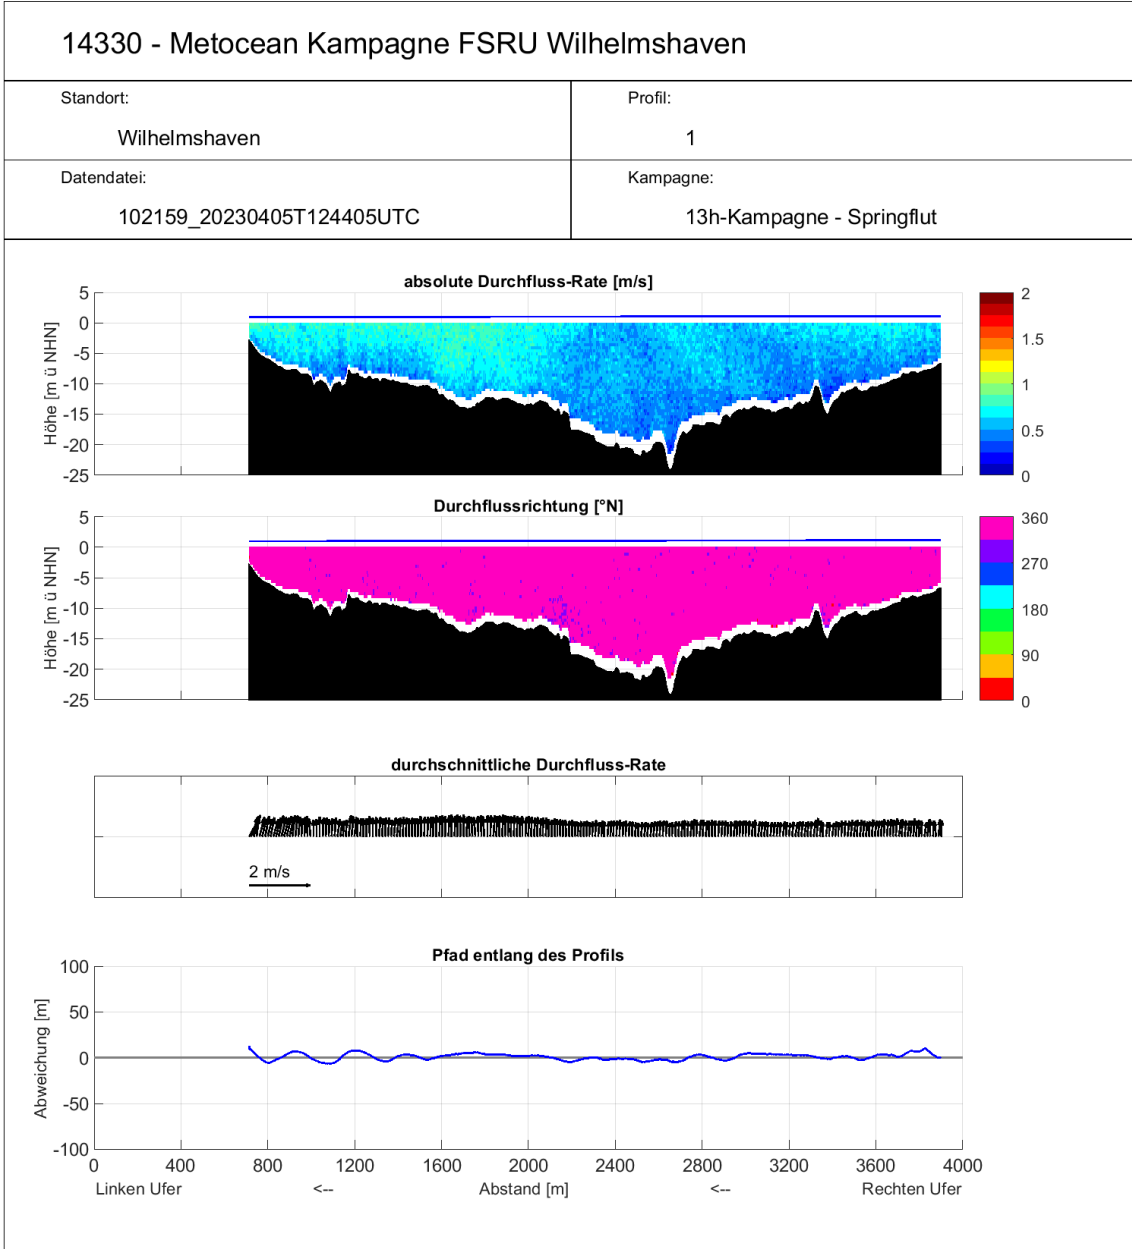 14330 - Metocean Kampagne FSRU Wilhelmshaven
Standort:
Profil:
Wilhelmshaven
1
Datendatei:
Kampagne:
102159_20230405T124405UTC
13h-Kampagne - Springflut
absolute Durchfluss-Rate [m/s]
5
0
-5
-10
-15
-20
-25
Höhe [m ü NHN]
2
1.5
1
0.5
0
Durchflussrichtung [°N]
5
0
-5
-10
-15
-20
-25
Höhe [m ü NHN]
360
270
180
90
0
durchschnittliche Durchfluss-Rate
2 m/s
Pfad entlang des Profils
100
50
0
-50
-100
Abweichung [m]
0 400 800 1200 1600 2000 2400 2800 3200 3600 4000
Linken Ufer <-- Abstand [m] <-- Rechten Ufer